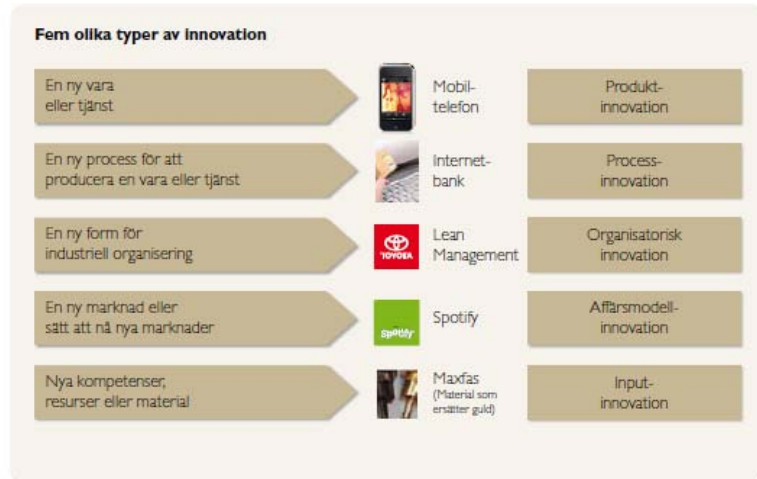 Fem olika typer av innovation
En ny vara
eller tjänst
Mobil-
telefon
Produkt-
innovation
En ny process för att
producera en vara eller tjänst
Internet-
bank
Process-
innovation
En ny form för
industriell organisering
TOYOTA
Lean
Management
Organisatorisk
innovation
En ny marknad eller
sätt att nå nya marknader
Spotify
Spotify
Affärsmodell-
innovation
Nya kompetenser,
resurser eller material
Maxfas
(Material som
ersätter guld)
Input-
innovation